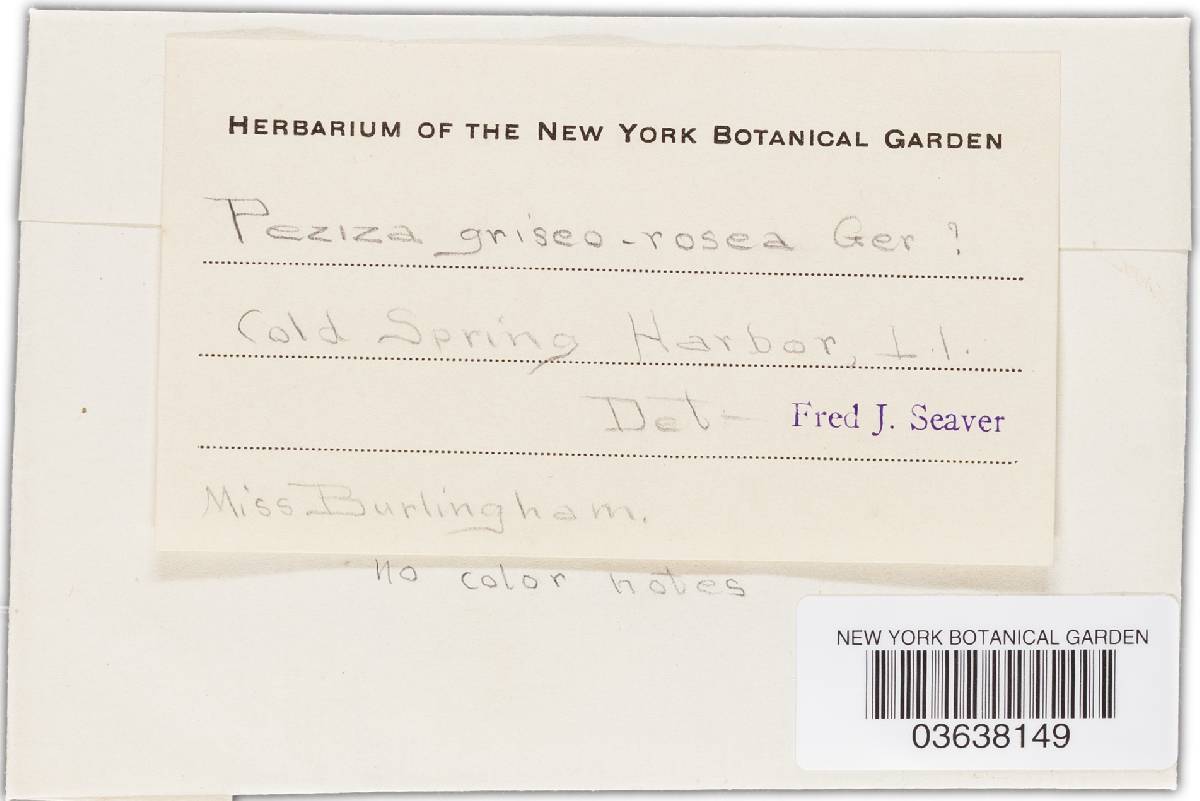 HERBARIUM OF THE NEW YORK BOTANICAL GARDEN
Peziza griseo-rosea Ger ?
Cold Spring Harbor, L.I.
Det- Fred J. Seaver
Miss Burlingham.
no color notes
NEW YORK BOTANICAL GARDEN
03638149